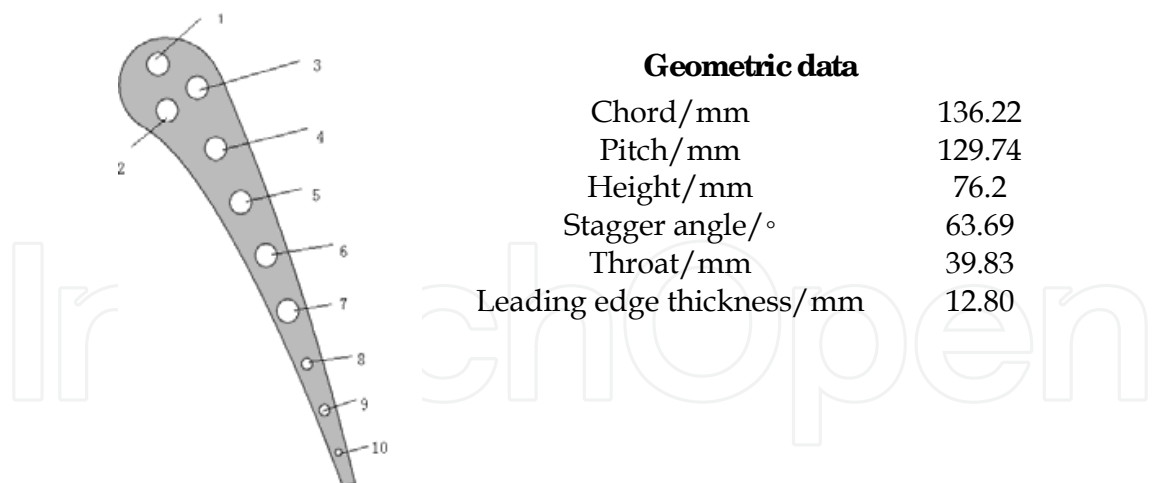 1
3
4
2
5
6
7
8
9
10
Geometric data
Chord/mm 136.22
Pitch/mm 129.74
Height/mm 76.2
Stagger angle/° 63.69
Throat/mm 39.83
Leading edge thickness/mm 12.80